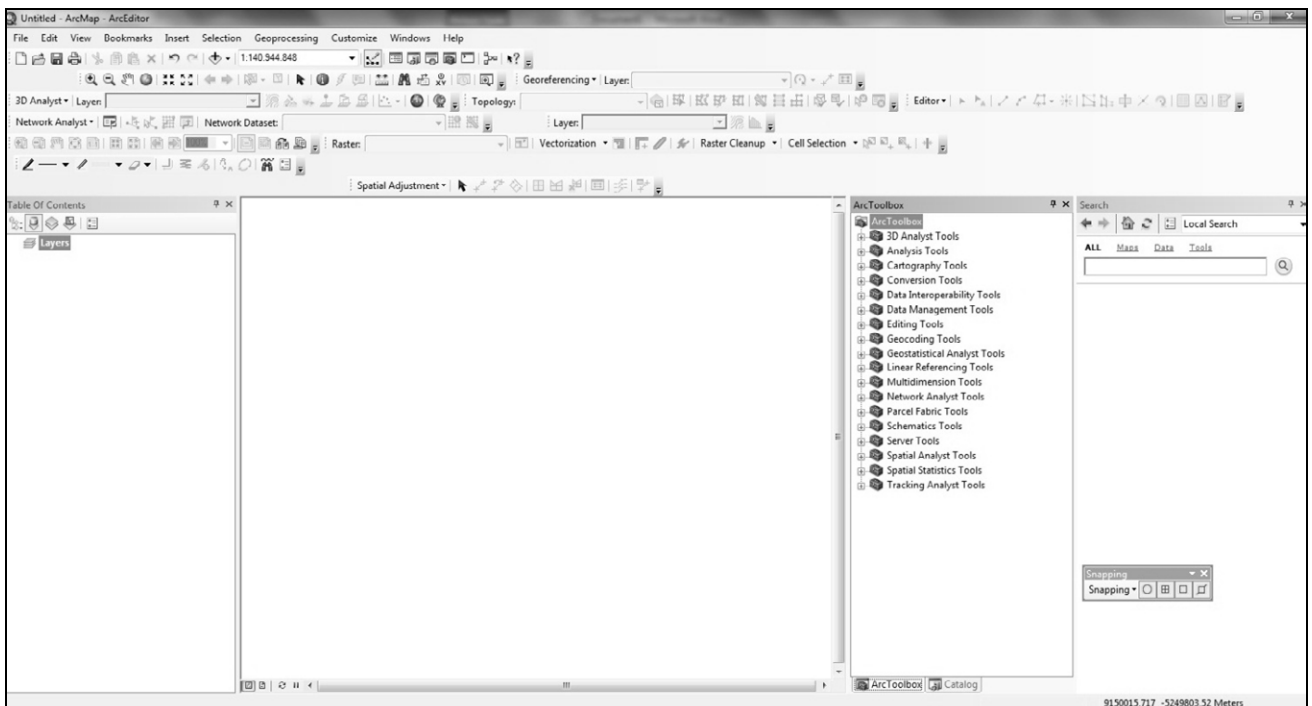 Untitled - ArcMap - ArcEditor
File Edit View Bookmarks Insert Selection Geoprocessing Customize Windows Help
1:140.944.848
Georeferencing Layer:
3D Analyst Layer: Topology: Editor
Network Analyst Network Dataset: Layer:
Raster: Vectorization Raster Cleanup Cell Selection
Spatial Adjustment
Table Of Contents
Layers
ArcToolbox
ArcToolbox
3D Analyst Tools
Analysis Tools
Cartography Tools
Conversion Tools
Data Interoperability Tools
Data Management Tools
Editing Tools
Geocoding Tools
Geostatistical Analyst Tools
Linear Referencing Tools
Multidimension Tools
Network Analyst Tools
Parcel Fabric Tools
Schematics Tools
Server Tools
Spatial Analyst Tools
Spatial Statistics Tools
Tracking Analyst Tools
ArcToolbox Catalog
Search
Local Search
ALL Maps Data Tools
Snapping
Snapping
9150015.717 -5249803.52 Meters